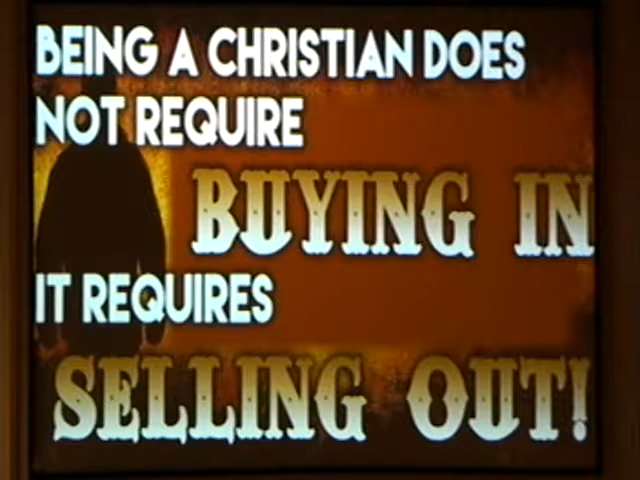 BEING A CHRISTIAN DOES
NOT REQUIRE
BUYING IN
IT REQUIRES
SELLING OUT!